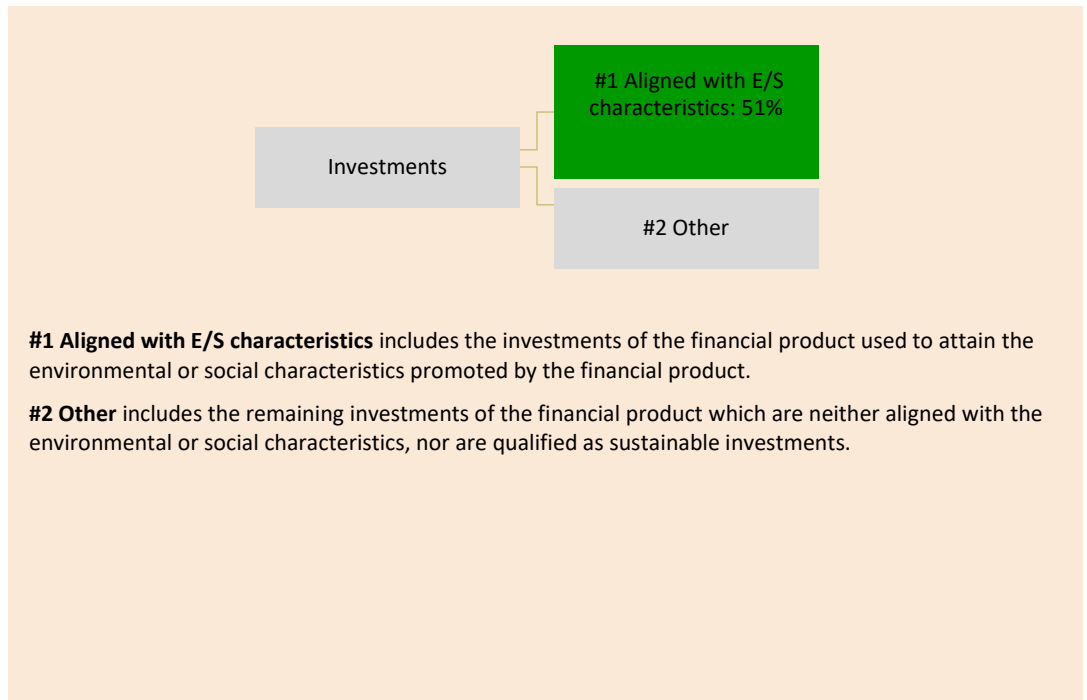 #1 Aligned with E/S
characteristics: 51%
Investments
#2 Other
#1 Aligned with E/S characteristics includes the investments of the financial product used to attain the
environmental or social characteristics promoted by the financial product.
#2 Other includes the remaining investments of the financial product which are neither aligned with the
environmental or social characteristics, nor are qualified as sustainable investments.